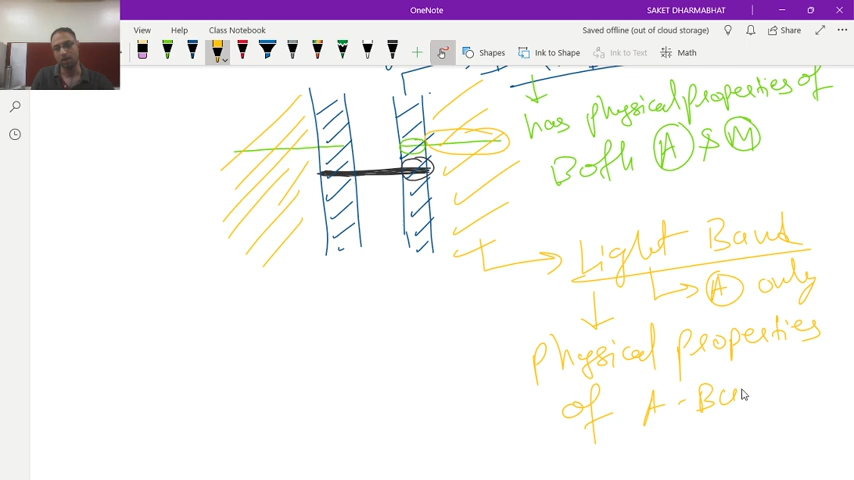 OneNote
SAKET DHARMABHAT
View Help Class Notebook
Saved offline (out of cloud storage)
Share
Shapes
Ink to Shape
Ink to Text
Math
has physical properties of
Both A & M
Light Band
A only
Physical properties
of A - Ba